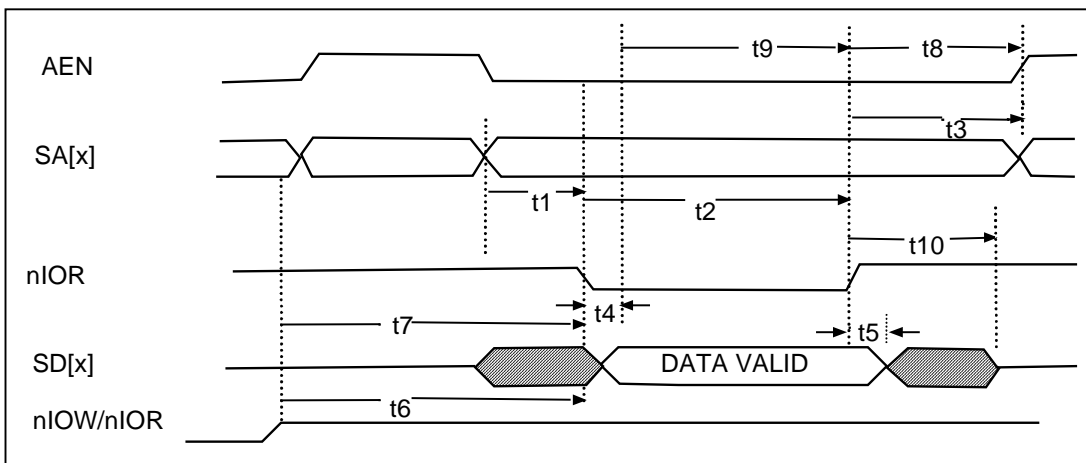 t9
t8
AEN
t3
SA[x]
t1
t2
t10
nIOR
t4
t7
t5
SD[x]
DATA VALID
t6
nIOW/nIOR